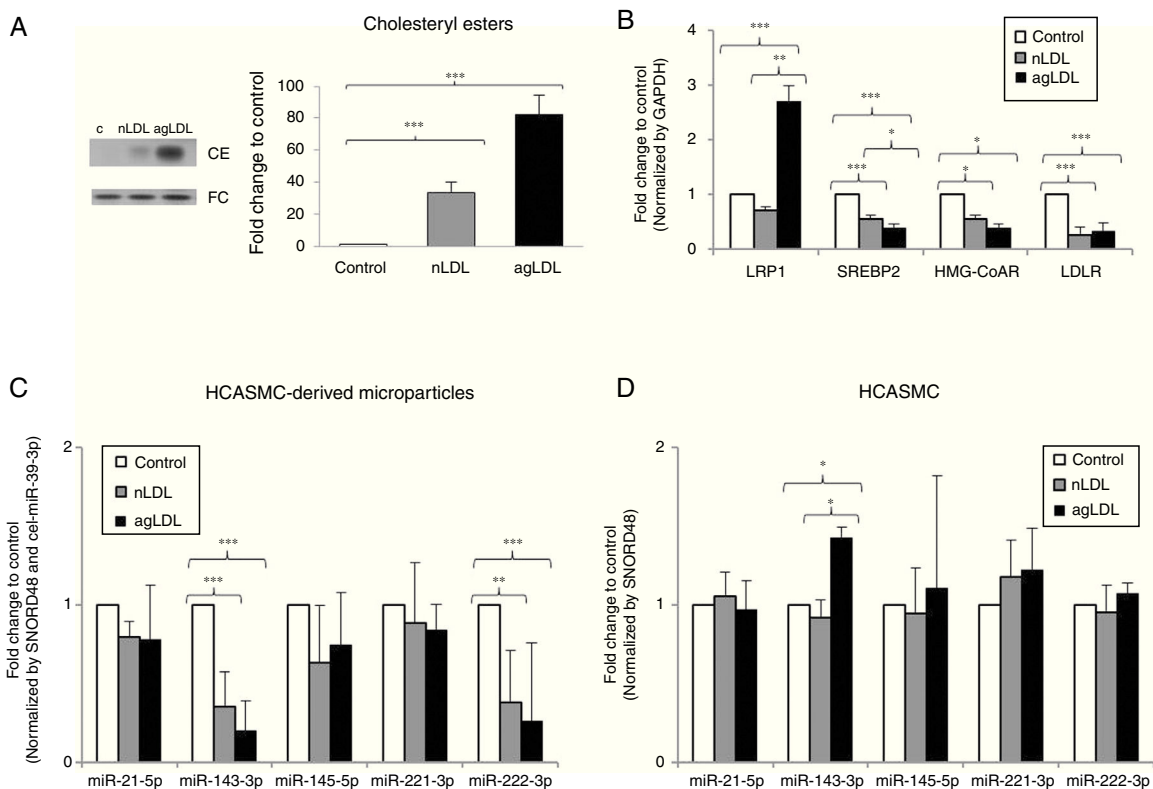 A
Cholesteryl esters
c nLDL agLDL
CE
FC
Fold change to control
100
80
60
40
20
0
***
***
Control nLDL agLDL
B
Fold change to control
(Normalized by GAPDH)
4
3
2
1
0
Control
nLDL
agLDL
***
**
***
*
***
*
*
***
***
LRP1 SREBP2 HMG-CoAR LDLR
C
HCASMC-derived microparticles
Fold change to control
(Normalized by SNORD48 and cel-miR-39-3p)
2
1
0
Control
nLDL
agLDL
***
***
***
**
miR-21-5p miR-143-3p miR-145-5p miR-221-3p miR-222-3p
D
HCASMC
Fold change to control
(Normalized by SNORD48)
2
1
0
Control
nLDL
agLDL
*
*
miR-21-5p miR-143-3p miR-145-5p miR-221-3p miR-222-3p